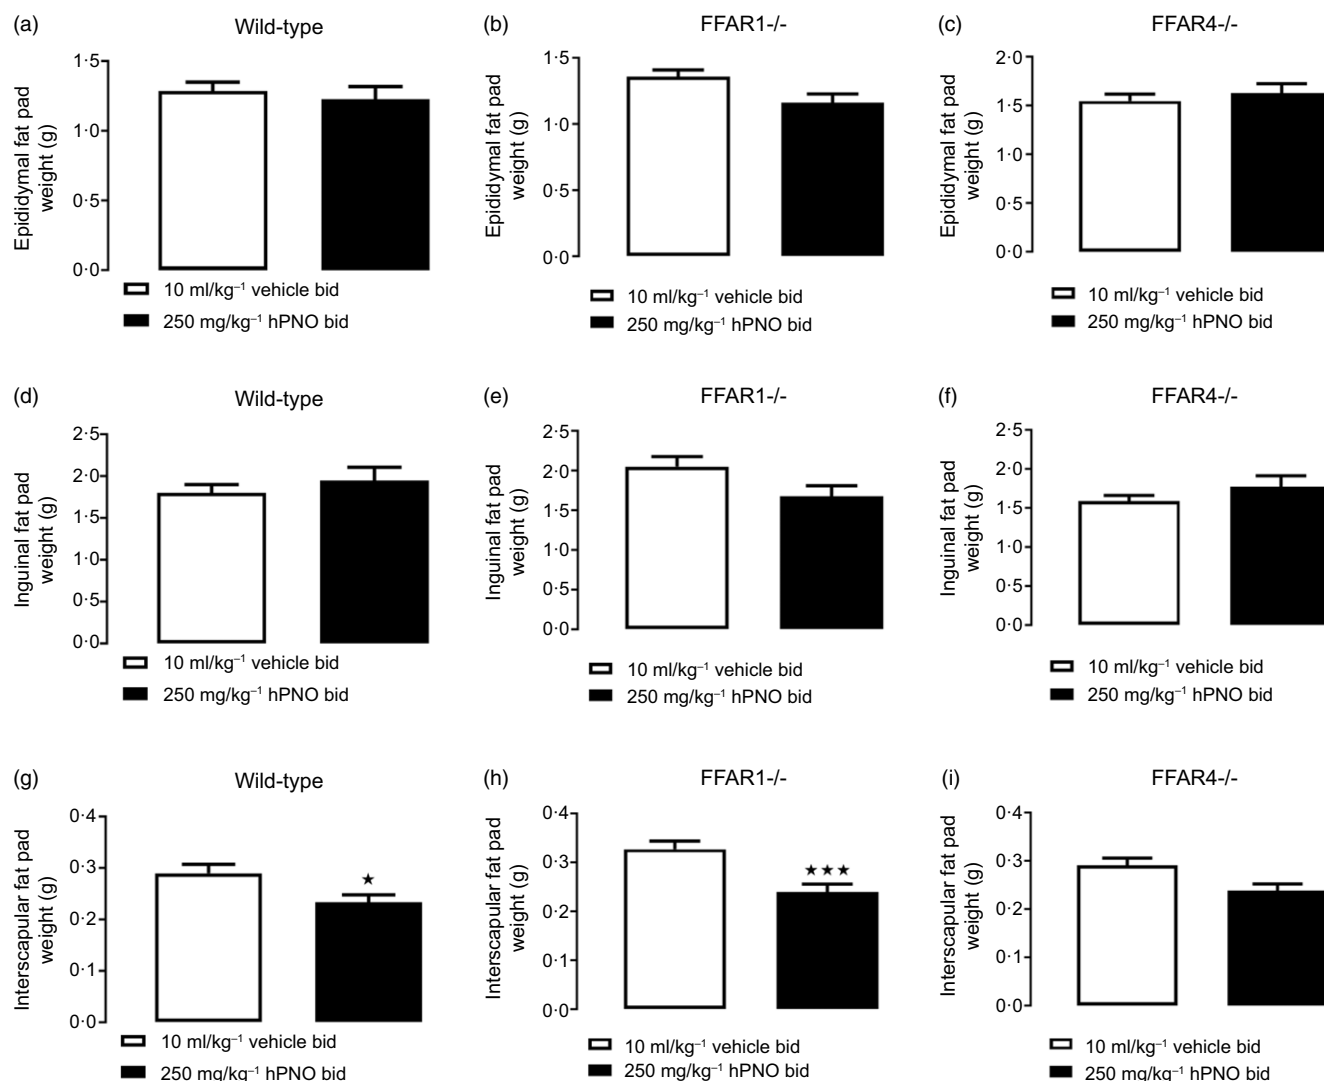 (a)
Wild-type
Epididymal fat pad
weight (g)
1·5
1·0
0·5
0·0
10 ml/kg⁻¹ vehicle bid
250 mg/kg⁻¹ hPNO bid
(b)
FFAR1-/-
Epididymal fat pad
weight (g)
1·5
1·0
0·5
0·0
10 ml/kg⁻¹ vehicle bid
250 mg/kg⁻¹ hPNO bid
(c)
FFAR4-/-
Epididymal fat pad
weight (g)
2·0
1·5
1·0
0·5
0·0
10 ml/kg⁻¹ vehicle bid
250 mg/kg⁻¹ hPNO bid
(d)
Wild-type
Inguinal fat pad
weight (g)
2·5
2·0
1·5
1·0
0·5
0·0
10 ml/kg⁻¹ vehicle bid
250 mg/kg⁻¹ hPNO bid
(e)
FFAR1-/-
Inguinal fat pad
weight (g)
2·5
2·0
1·5
1·0
0·5
0·0
10 ml/kg⁻¹ vehicle bid
250 mg/kg⁻¹ hPNO bid
(f)
FFAR4-/-
Inguinal fat pad
weight (g)
2·5
2·0
1·5
1·0
0·5
0·0
10 ml/kg⁻¹ vehicle bid
250 mg/kg⁻¹ hPNO bid
(g)
Wild-type
Interscapular fat pad
weight (g)
0·4
0·3
0·2
0·1
0·0
★
10 ml/kg⁻¹ vehicle bid
250 mg/kg⁻¹ hPNO bid
(h)
FFAR1-/-
Interscapular fat pad
weight (g)
0·4
0·3
0·2
0·1
0·0
★★★
10 ml/kg⁻¹ vehicle bid
250 mg/kg⁻¹ hPNO bid
(i)
FFAR4-/-
Interscapular fat pad
weight (g)
0·4
0·3
0·2
0·1
0·0
10 ml/kg⁻¹ vehicle bid
250 mg/kg⁻¹ hPNO bid